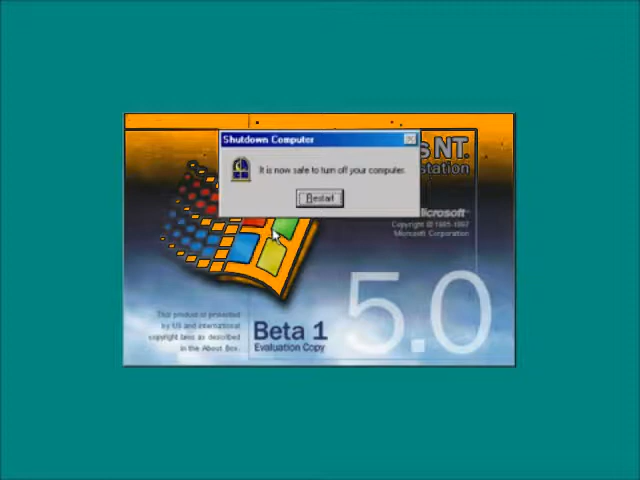 Shutdown Computer
It is now safe to turn off your computer.
Restart
s NT.
station
Microsoft
Copyright © 1985-1997
Microsoft Corporation
5.0
This product is protected
by US and international
copyright laws as described
in the About Box.
Beta 1
Evaluation Copy